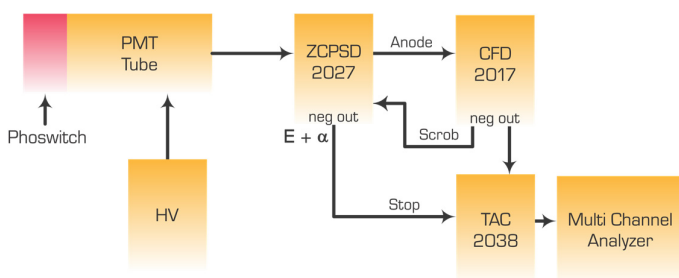 PMT
Tube
Phoswitch
HV
ZCPSD
2027
neg out
E + α
Anode
CFD
2017
neg out
Scrob
Stop
TAC
2038
Multi Channel
Analyzer